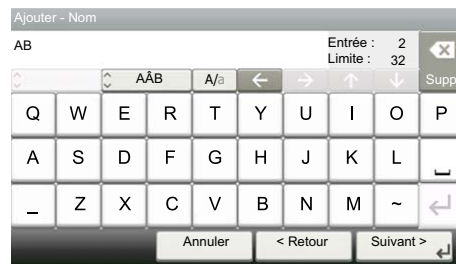 Ajouter - Nom
AB
Entrée : 2
Limite : 32
AÂB A/a Supp
Q W E R T Y U I O P
A S D F G H J K L
_ Z X C V B N M ~
Annuler < Retour Suivant >